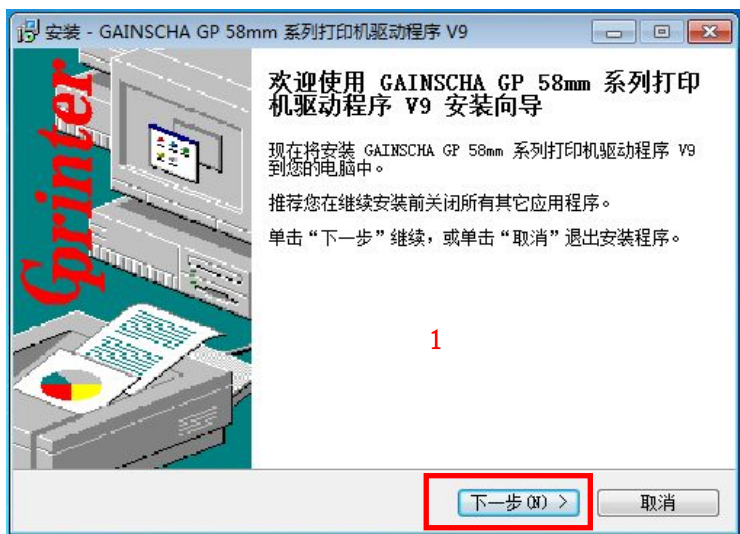 安装 - GAINSCHA GP 58mm 系列打印机驱动程序 V9
Gprinter
欢迎使用 GAINSCHA GP 58mm 系列打印
机驱动程序 V9 安装向导
现在将安装 GAINSCHA GP 58mm 系列打印机驱动程序 V9
到您的电脑中。
推荐您在继续安装前关闭所有其它应用程序。
单击“下一步”继续，或单击“取消”退出安装程序。
1
下一步(N) >
取消